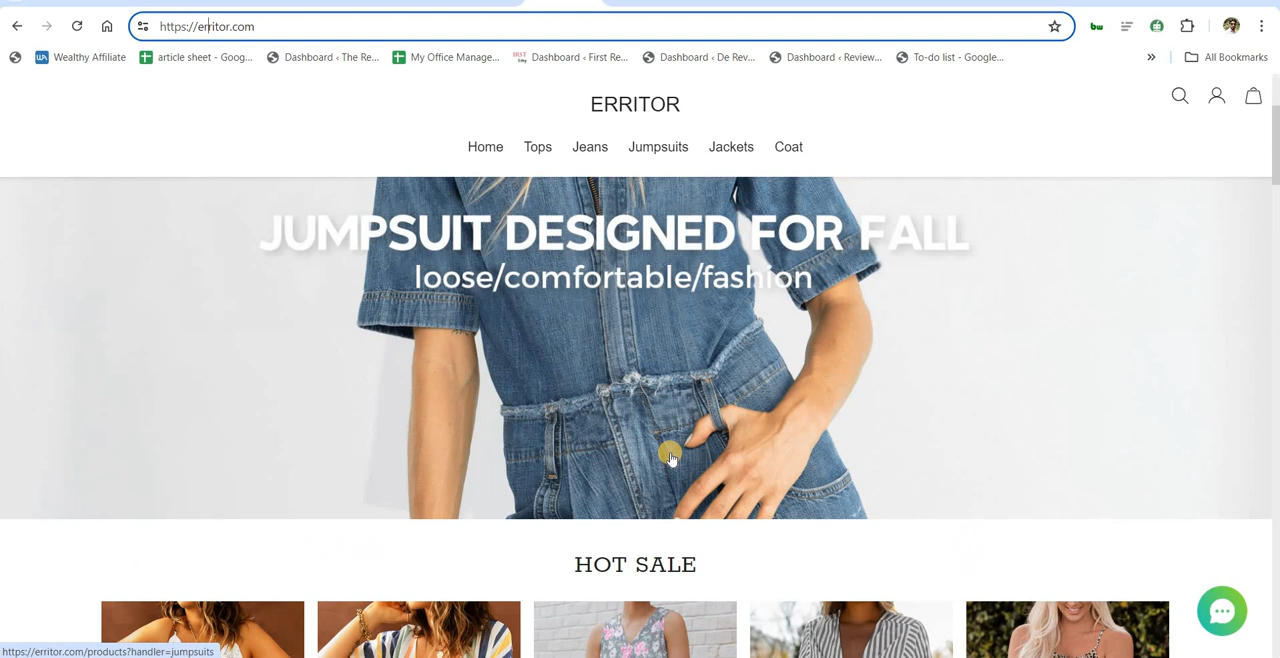 https://erritor.com
bw
Wealthy Affiliate
article sheet - Goog...
Dashboard ‹ The Re...
My Office Manage...
Dashboard ‹ First Re...
Dashboard ‹ De Rev...
Dashboard ‹ Review...
To-do list - Google...
»
All Bookmarks
ERRITOR
Home
Tops
Jeans
Jumpsuits
Jackets
Coat
JUMPSUIT DESIGNED FOR FALL
loose/comfortable/fashion
HOT SALE
https://erritor.com/products?handler=jumpsuits